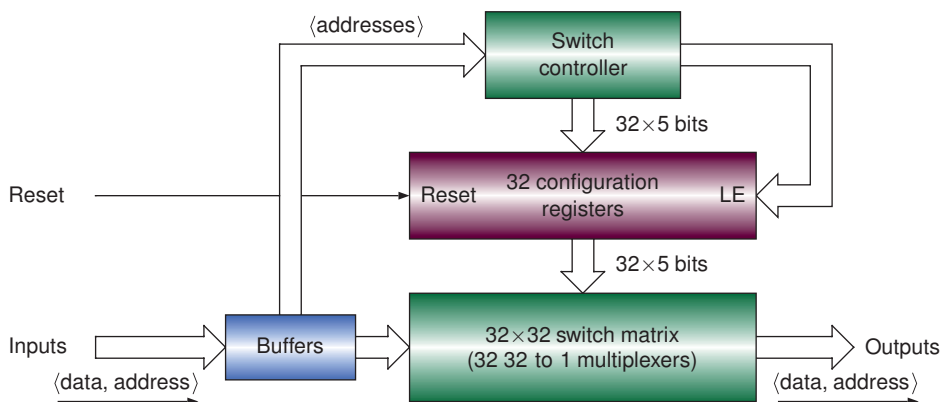 ⟨addresses⟩
Switch
controller
32×5 bits
Reset
Reset
32 configuration
registers
LE
32×5 bits
Inputs
Buffers
32×32 switch matrix
(32 32 to 1 multiplexers)
Outputs
⟨data, address⟩
⟨data, address⟩